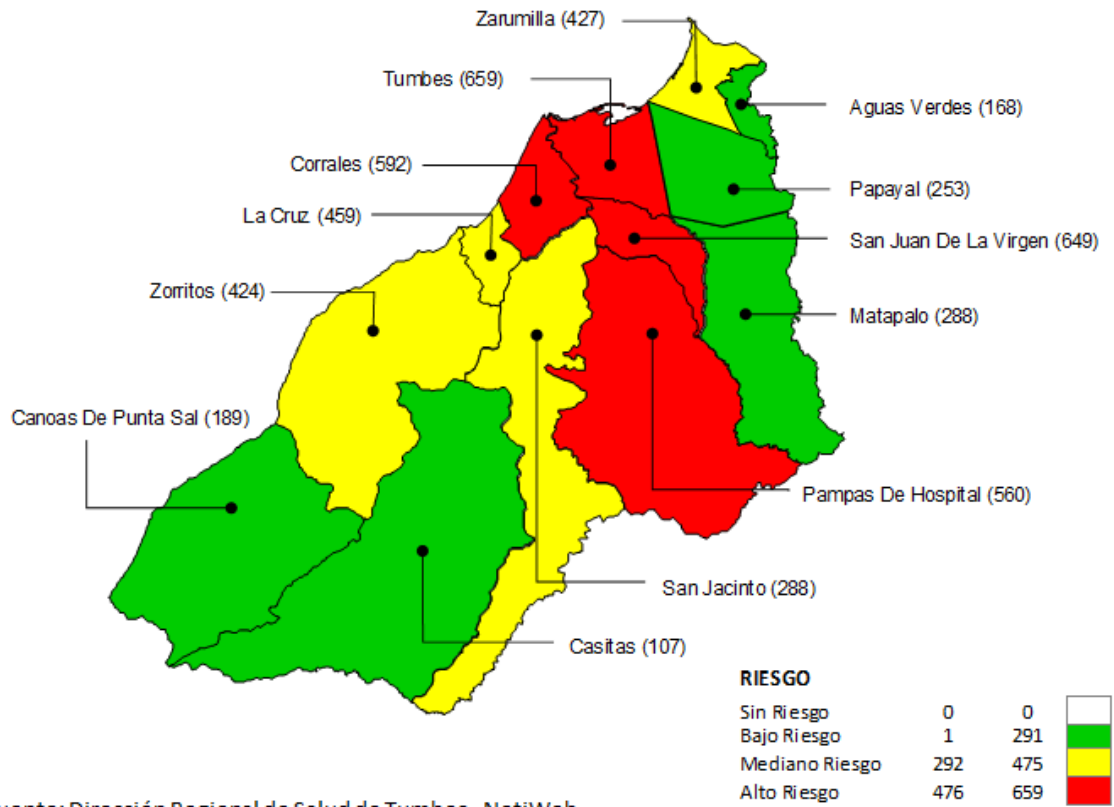 Zarumilla (427)
Tumbes (659)
Aguas Verdes (168)
Corrales (592)
Papayal (253)
La Cruz (459)
San Juan De La Virgen (649)
Zorritos (424)
Matapalo (288)
Canoas De Punta Sal (189)
Pampas De Hospital (560)
San Jacinto (288)
Casitas (107)
RIESGO
Sin Riesgo 0 0
Bajo Riesgo 1 291
Mediano Riesgo 292 475
Alto Riesgo 476 659